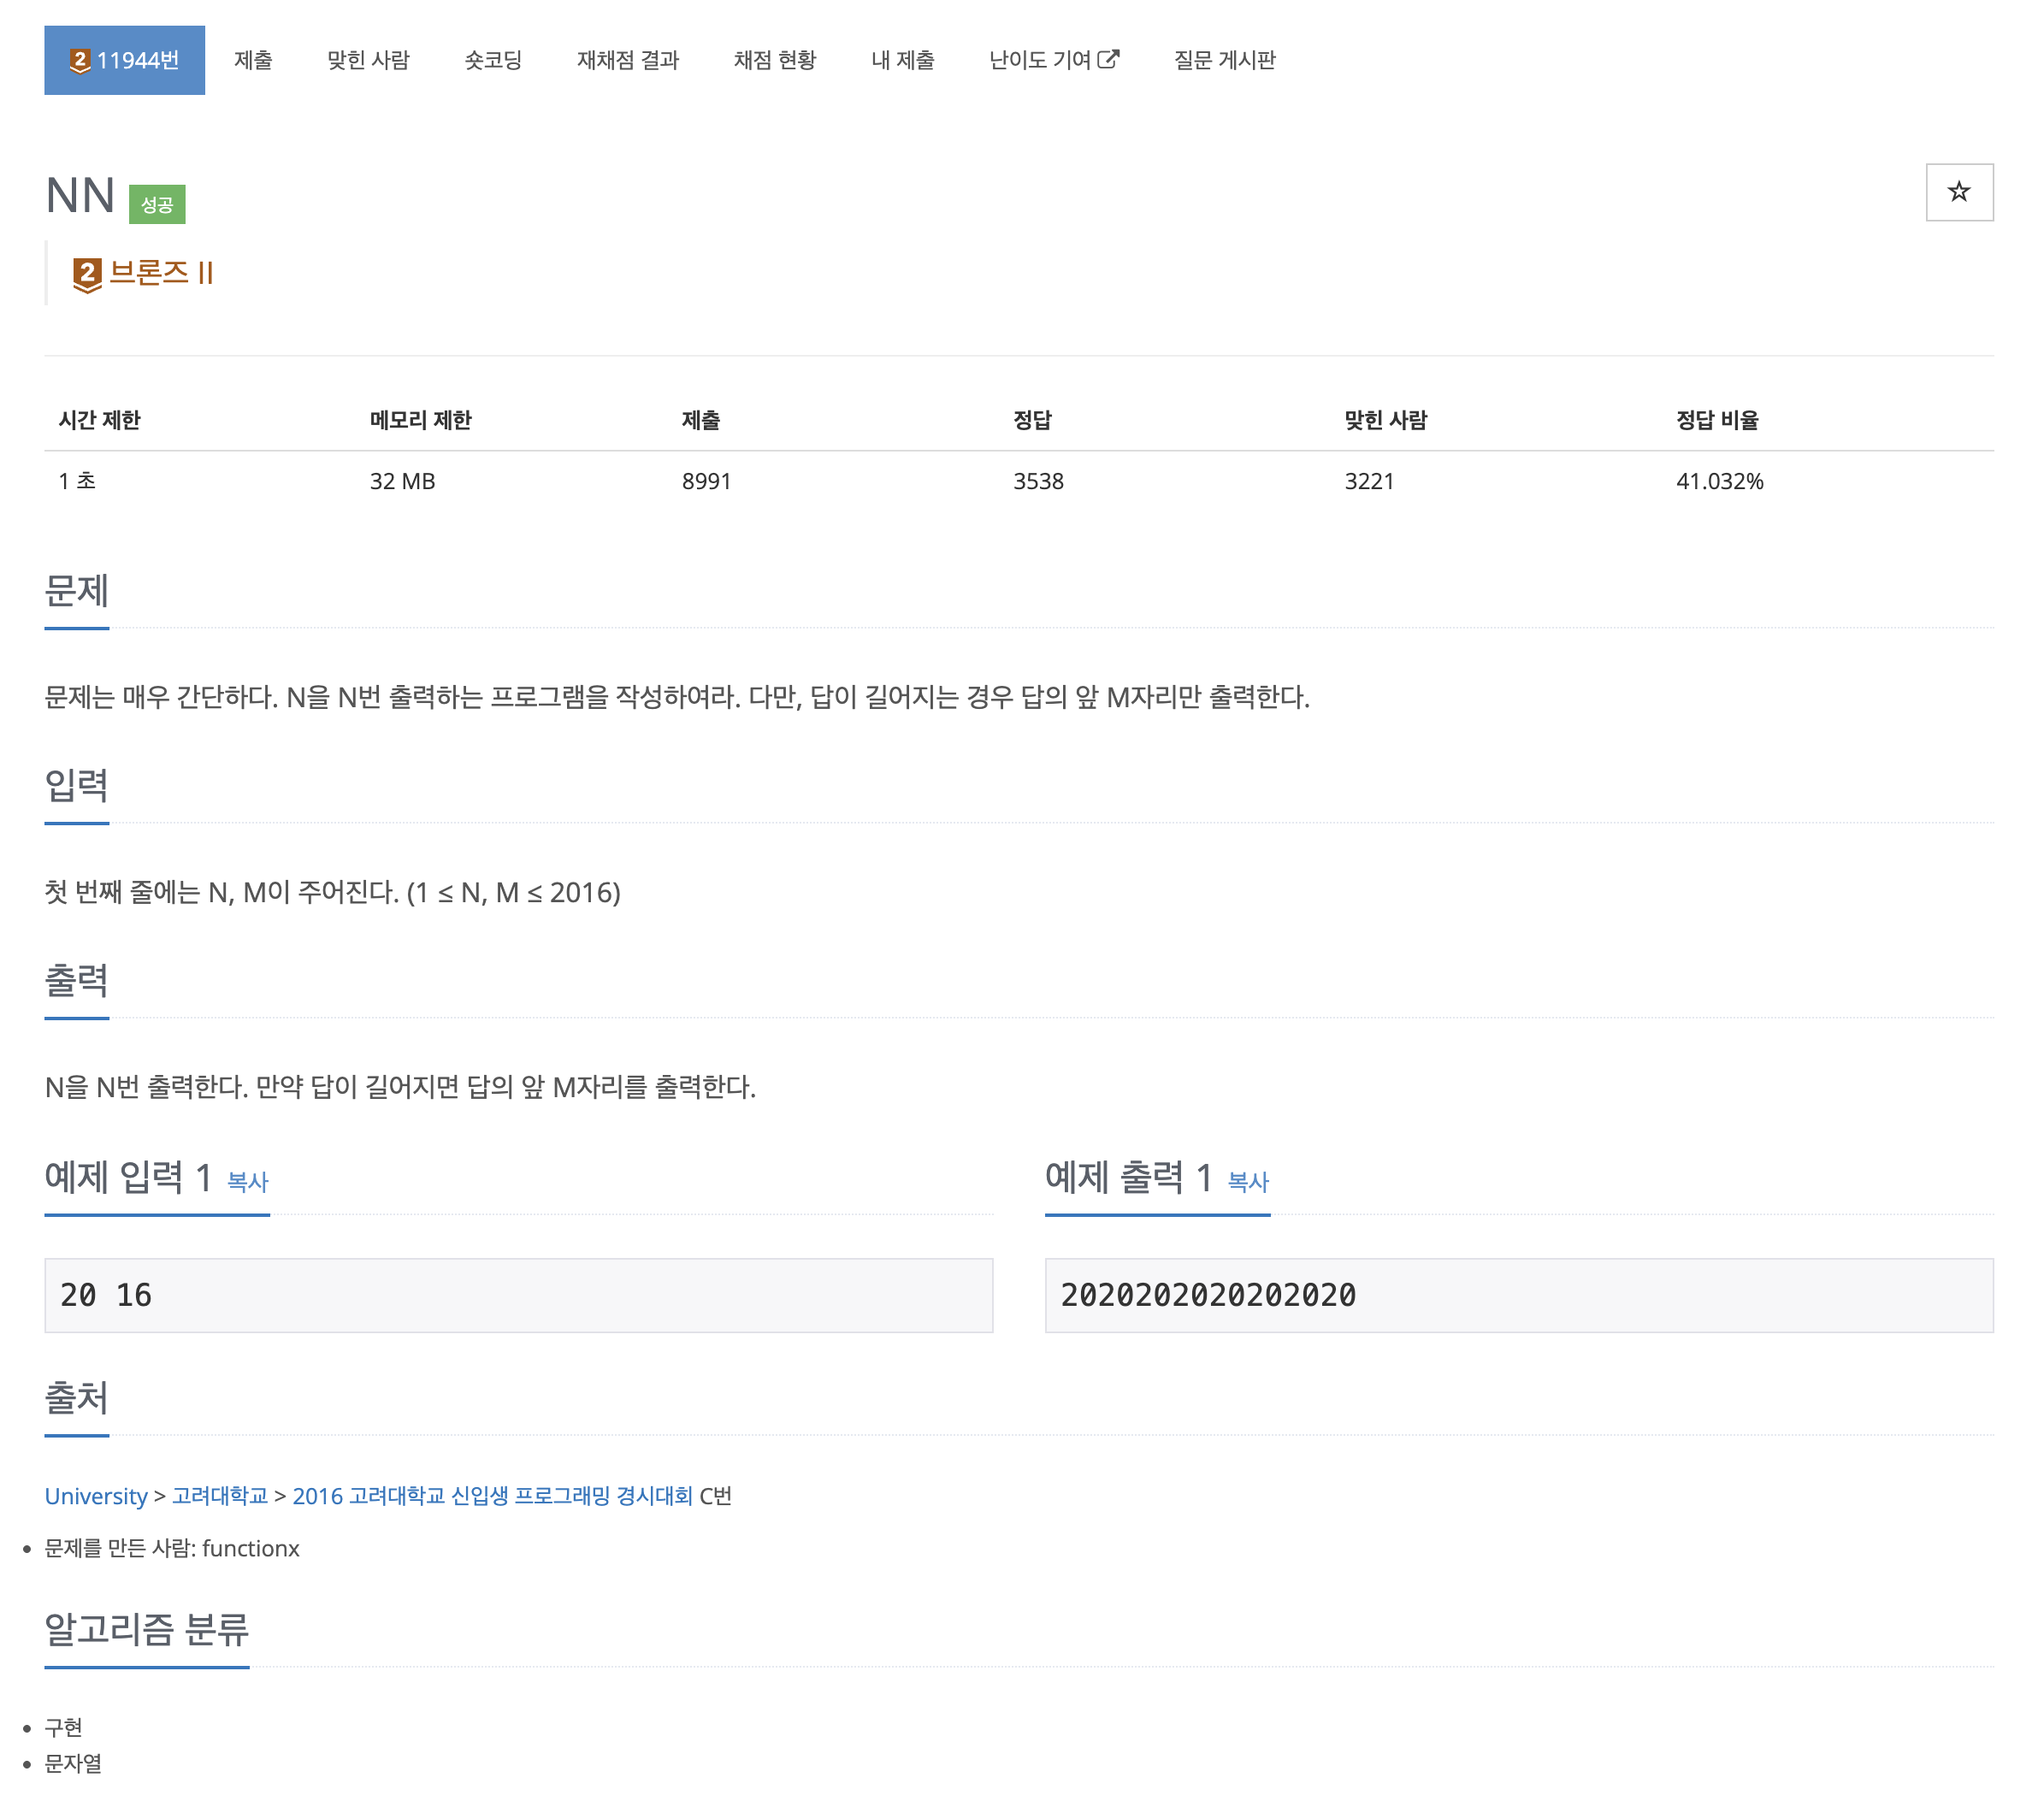 2 11944번 제출 맞힌 사람 숏코딩 재채점 결과 채점 현황 내 제출 난이도 기여 질문 게시판
NN 성공
2 브론즈 II
시간 제한 메모리 제한 제출 정답 맞힌 사람 정답 비율
1 초 32 MB 8991 3538 3221 41.032%
문제
문제는 매우 간단하다. N을 N번 출력하는 프로그램을 작성하여라. 다만, 답이 길어지는 경우 답의 앞 M자리만 출력한다.
입력
첫 번째 줄에는 N, M이 주어진다. (1 ≤ N, M ≤ 2016)
출력
N을 N번 출력한다. 만약 답이 길어지면 답의 앞 M자리를 출력한다.
예제 입력 1 복사
20 16
예제 출력 1 복사
2020202020202020
출처
University > 고려대학교 > 2016 고려대학교 신입생 프로그래밍 경시대회 C번
문제를 만든 사람: functionx
알고리즘 분류
구현
문자열